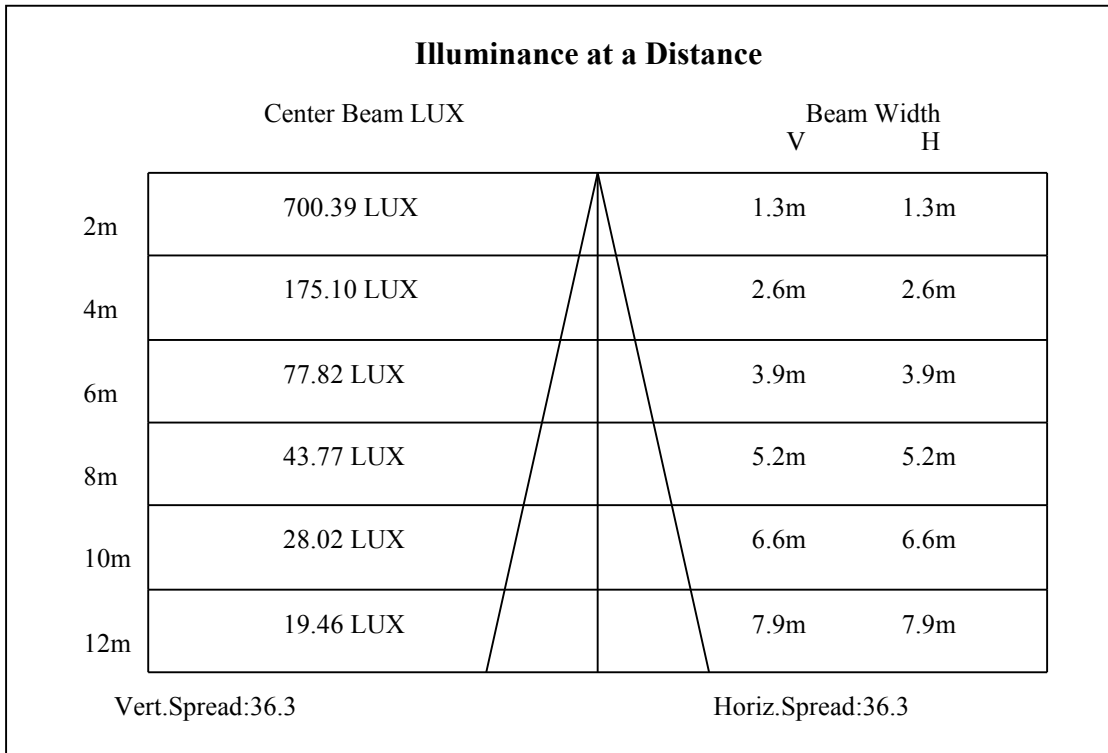 Illuminance at a Distance
Center Beam LUX Beam Width
V H
2m 700.39 LUX 1.3m 1.3m
4m 175.10 LUX 2.6m 2.6m
6m 77.82 LUX 3.9m 3.9m
8m 43.77 LUX 5.2m 5.2m
10m 28.02 LUX 6.6m 6.6m
12m 19.46 LUX 7.9m 7.9m
Vert.Spread:36.3 Horiz.Spread:36.3